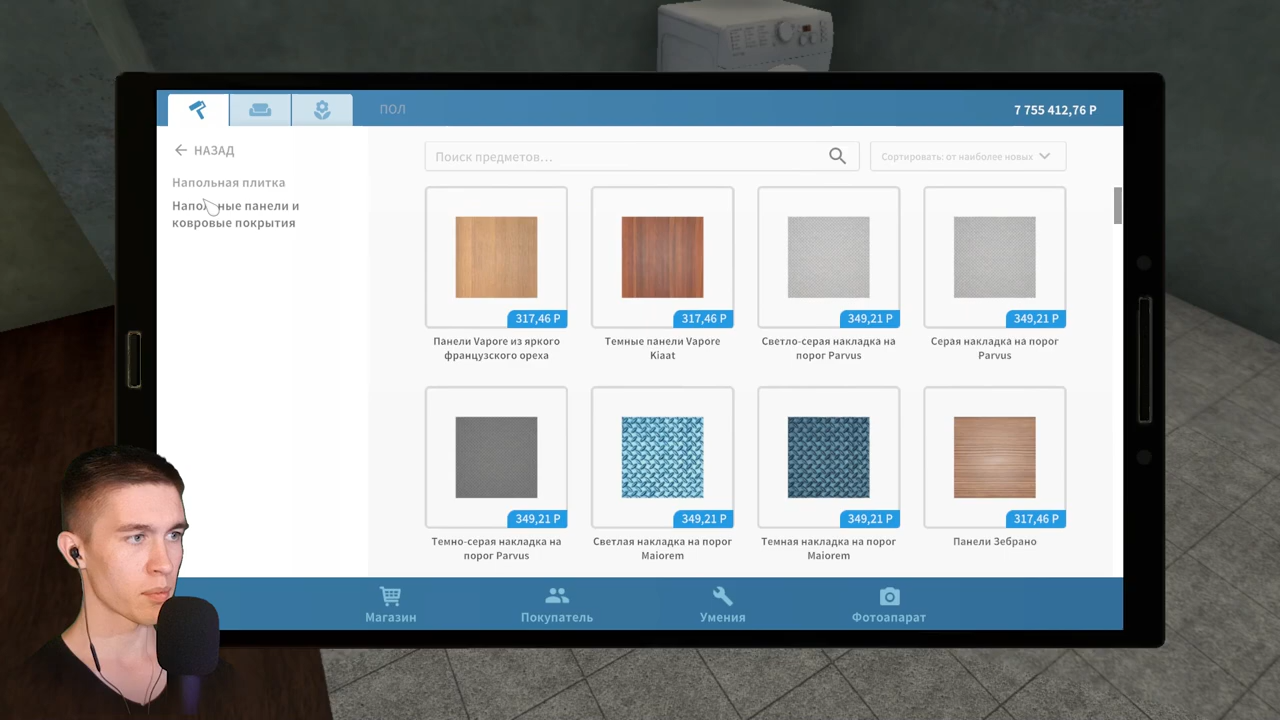 ПОЛ
7 755 412,76 Р
НАЗАД
Напольная плитка
Напольные панели и
ковровые покрытия
Поиск предметов...
Сортировать: от наиболее новых
317,46 Р
317,46 Р
349,21 Р
349,21 Р
Панели Vapore из яркого
французского ореха
Темные панели Vapore
Kiaat
Светло-серая накладка на
порог Parvus
Серая накладка на порог
Parvus
349,21 Р
349,21 Р
349,21 Р
317,46 Р
Темно-серая накладка на
порог Parvus
Светлая накладка на порог
Maiorem
Темная накладка на порог
Maiorem
Панели Зебрано
Магазин
Покупатель
Умения
Фотоапарат